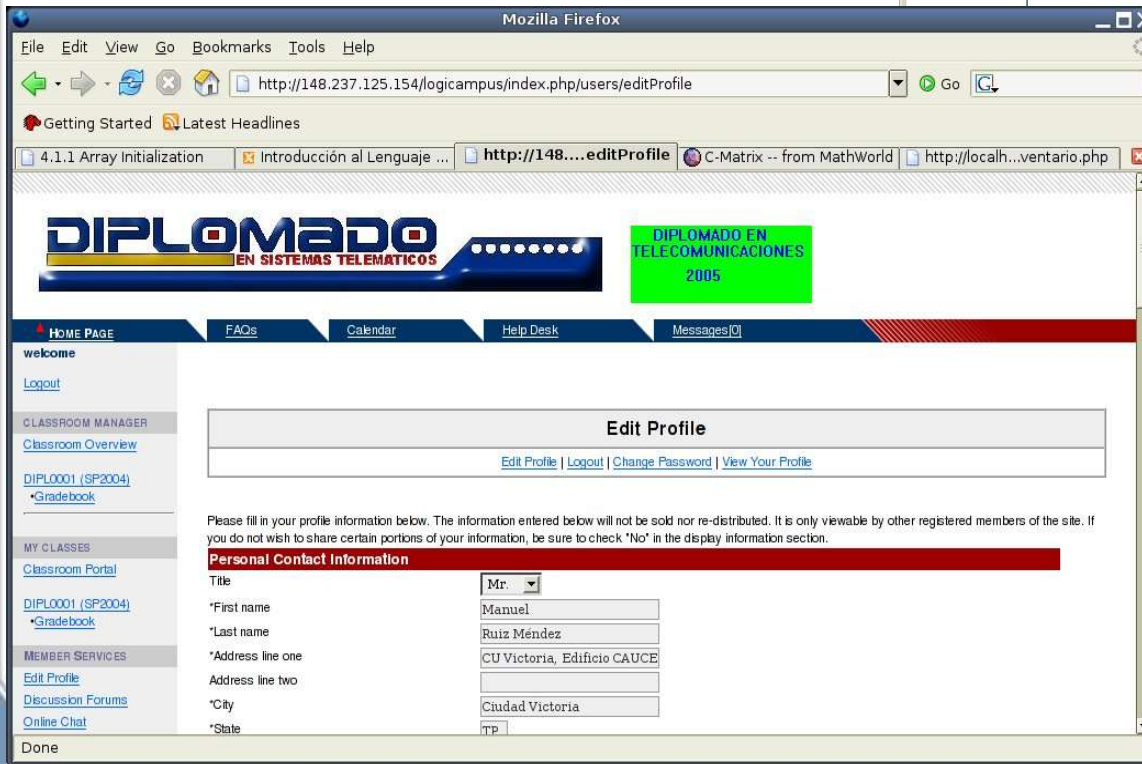 Mozilla Firefox
File Edit View Go Bookmarks Tools Help
http://148.237.125.154/logicampus/index.php/users/editProfile Go G
Getting Started Latest Headlines
4.1.1 Array Initialization Introducción al Lenguaje ... http://148....editProfile C-Matrix -- from MathWorld http://localh...ventario.php
DIPLOMADO
EN SISTEMAS TELEMATICOS
DIPLOMADO EN
TELECOMUNICACIONES
2005
HOME PAGE FAQs Calendar Help Desk Messages[0]
welcome
Logout
CLASSROOM MANAGER
Classroom Overview
DIPL0001 (SP2004)
•Gradebook
MY CLASSES
Classroom Portal
DIPL0001 (SP2004)
•Gradebook
MEMBER SERVICES
Edit Profile
Discussion Forums
Online Chat
Edit Profile
Edit Profile | Logout | Change Password | View Your Profile
Please fill in your profile information below. The information entered below will not be sold nor re-distributed. It is only viewable by other registered members of the site. If
you do not wish to share certain portions of your information, be sure to check "No" in the display information section.
Personal Contact Information
Title Mr.
*First name Manuel
*Last name Ruiz Méndez
*Address line one CU Victoria, Edificio CAUCE
Address line two
*City Ciudad Victoria
*State TP
Done